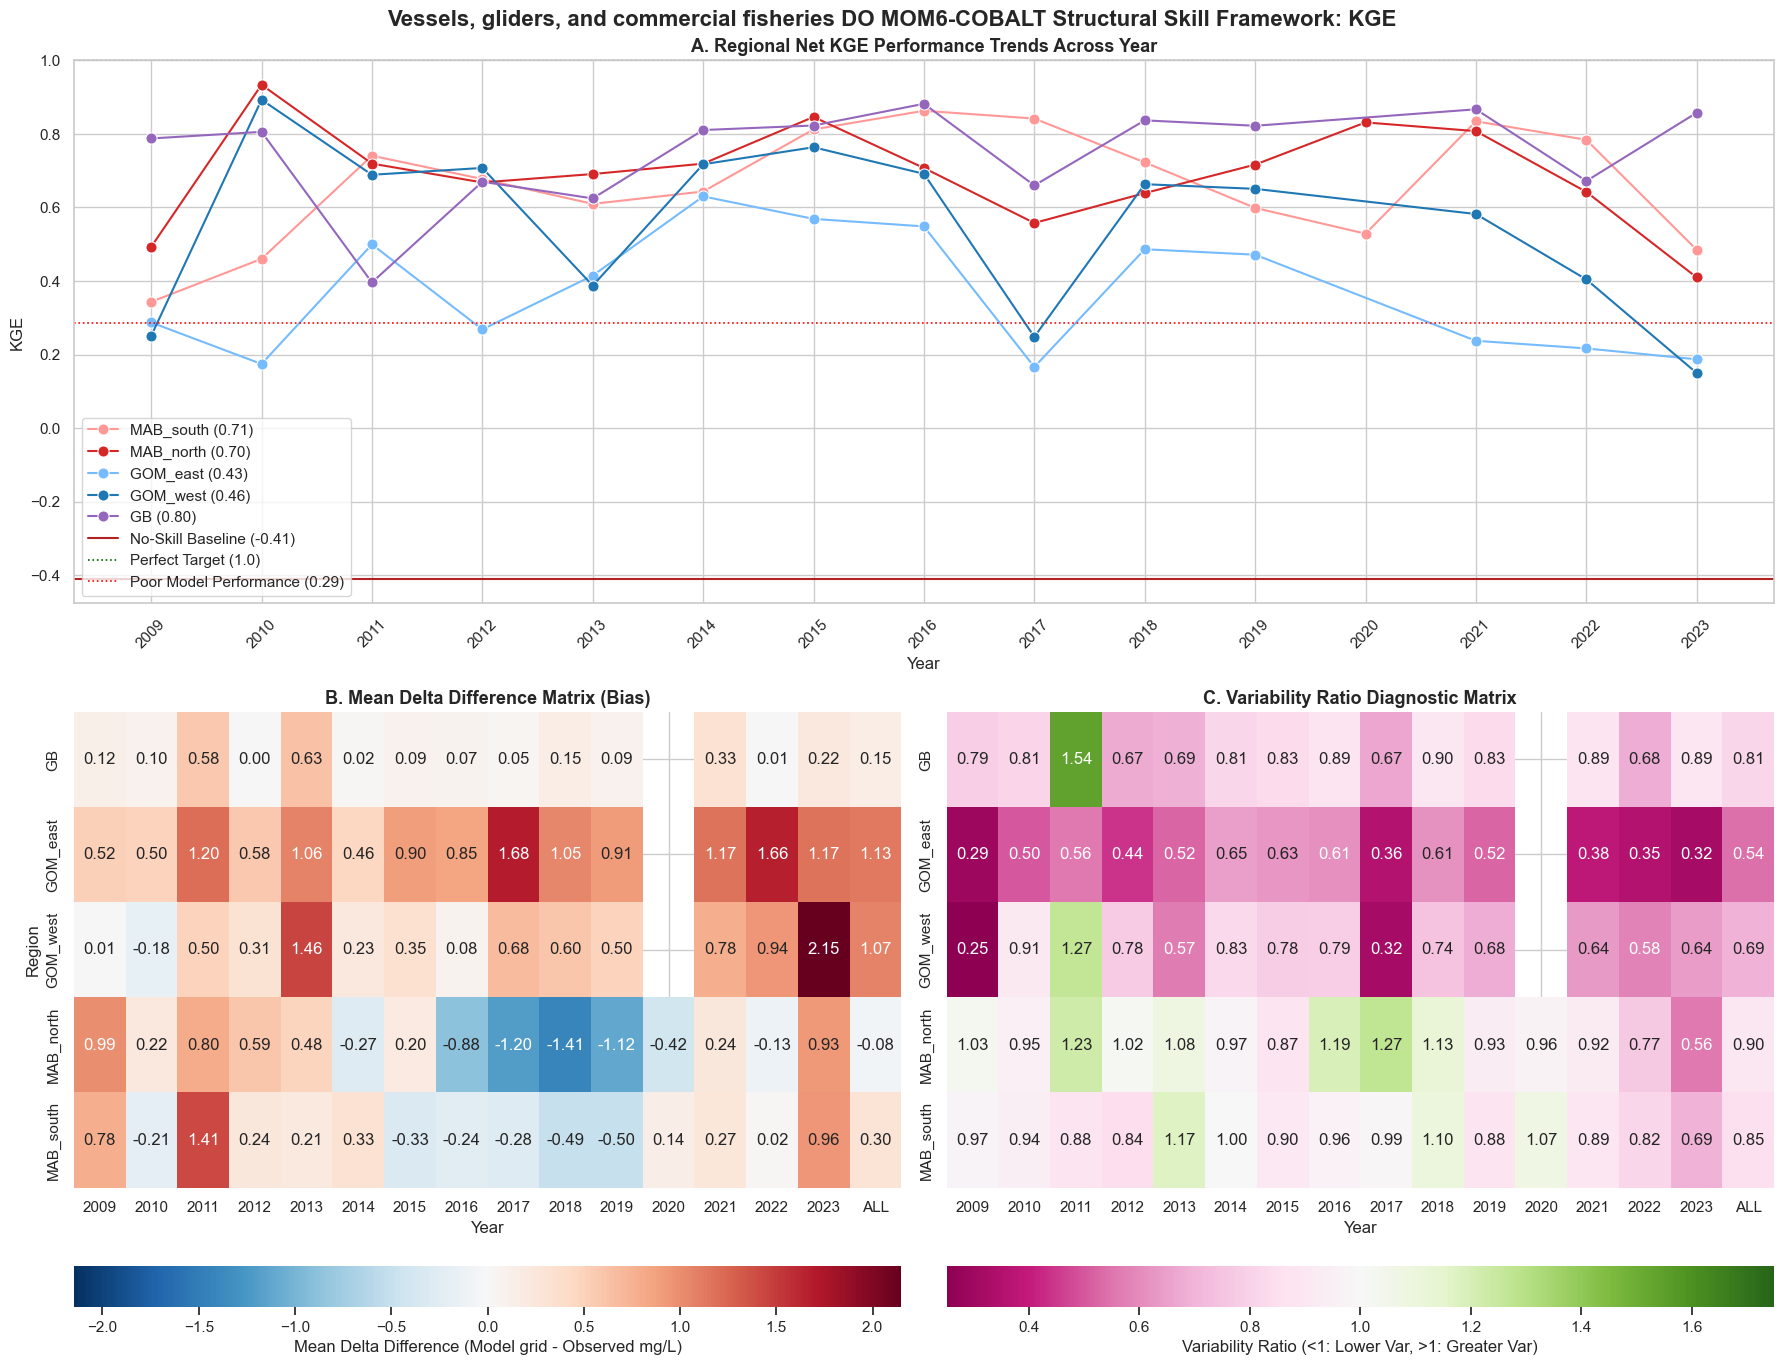 Vessels, gliders, and commercial fisheries DO MOM6-COBALT Structural Skill Framework: KGE
A. Regional Net KGE Performance Trends Across Year
1.0
0.8
0.6
0.4
0.2
0.0
−0.2
−0.4
KGE
MAB_south (0.71)
MAB_north (0.70)
GOM_east (0.43)
GOM_west (0.46)
GB (0.80)
No-Skill Baseline (-0.41)
Perfect Target (1.0)
Poor Model Performance (0.29)
2009 2010 2011 2012 2013 2014 2015 2016 2017 2018 2019 2020 2021 2022 2023
Year
B. Mean Delta Difference Matrix (Bias)
Region
GB 0.12 0.10 0.58 0.00 0.63 0.02 0.09 0.07 0.05 0.15 0.09 0.33 0.01 0.22 0.15
GOM_east 0.52 0.50 1.20 0.58 1.06 0.46 0.90 0.85 1.68 1.05 0.91 1.17 1.66 1.17 1.13
GOM_west 0.01 -0.18 0.50 0.31 1.46 0.23 0.35 0.08 0.68 0.60 0.50 0.78 0.94 2.15 1.07
MAB_north 0.99 0.22 0.80 0.59 0.48 -0.27 0.20 -0.88 -1.20 -1.41 -1.12 -0.42 0.24 -0.13 0.93 -0.08
MAB_south 0.78 -0.21 1.41 0.24 0.21 0.33 -0.33 -0.24 -0.28 -0.49 -0.50 0.14 0.27 0.02 0.96 0.30
2009 2010 2011 2012 2013 2014 2015 2016 2017 2018 2019 2020 2021 2022 2023 ALL
Year
−2.0 −1.5 −1.0 −0.5 0.0 0.5 1.0 1.5 2.0
Mean Delta Difference (Model grid - Observed mg/L)
C. Variability Ratio Diagnostic Matrix
GB 0.79 0.81 1.54 0.67 0.69 0.81 0.83 0.89 0.67 0.90 0.83 0.89 0.68 0.89 0.81
GOM_east 0.29 0.50 0.56 0.44 0.52 0.65 0.63 0.61 0.36 0.61 0.52 0.38 0.35 0.32 0.54
GOM_west 0.25 0.91 1.27 0.78 0.57 0.83 0.78 0.79 0.32 0.74 0.68 0.64 0.58 0.64 0.69
MAB_north 1.03 0.95 1.23 1.02 1.08 0.97 0.87 1.19 1.27 1.13 0.93 0.96 0.92 0.77 0.56 0.90
MAB_south 0.97 0.94 0.88 0.84 1.17 1.00 0.90 0.96 0.99 1.10 0.88 1.07 0.89 0.82 0.69 0.85
2009 2010 2011 2012 2013 2014 2015 2016 2017 2018 2019 2020 2021 2022 2023 ALL
Year
0.4 0.6 0.8 1.0 1.2 1.4 1.6
Variability Ratio (<1: Lower Var, >1: Greater Var)